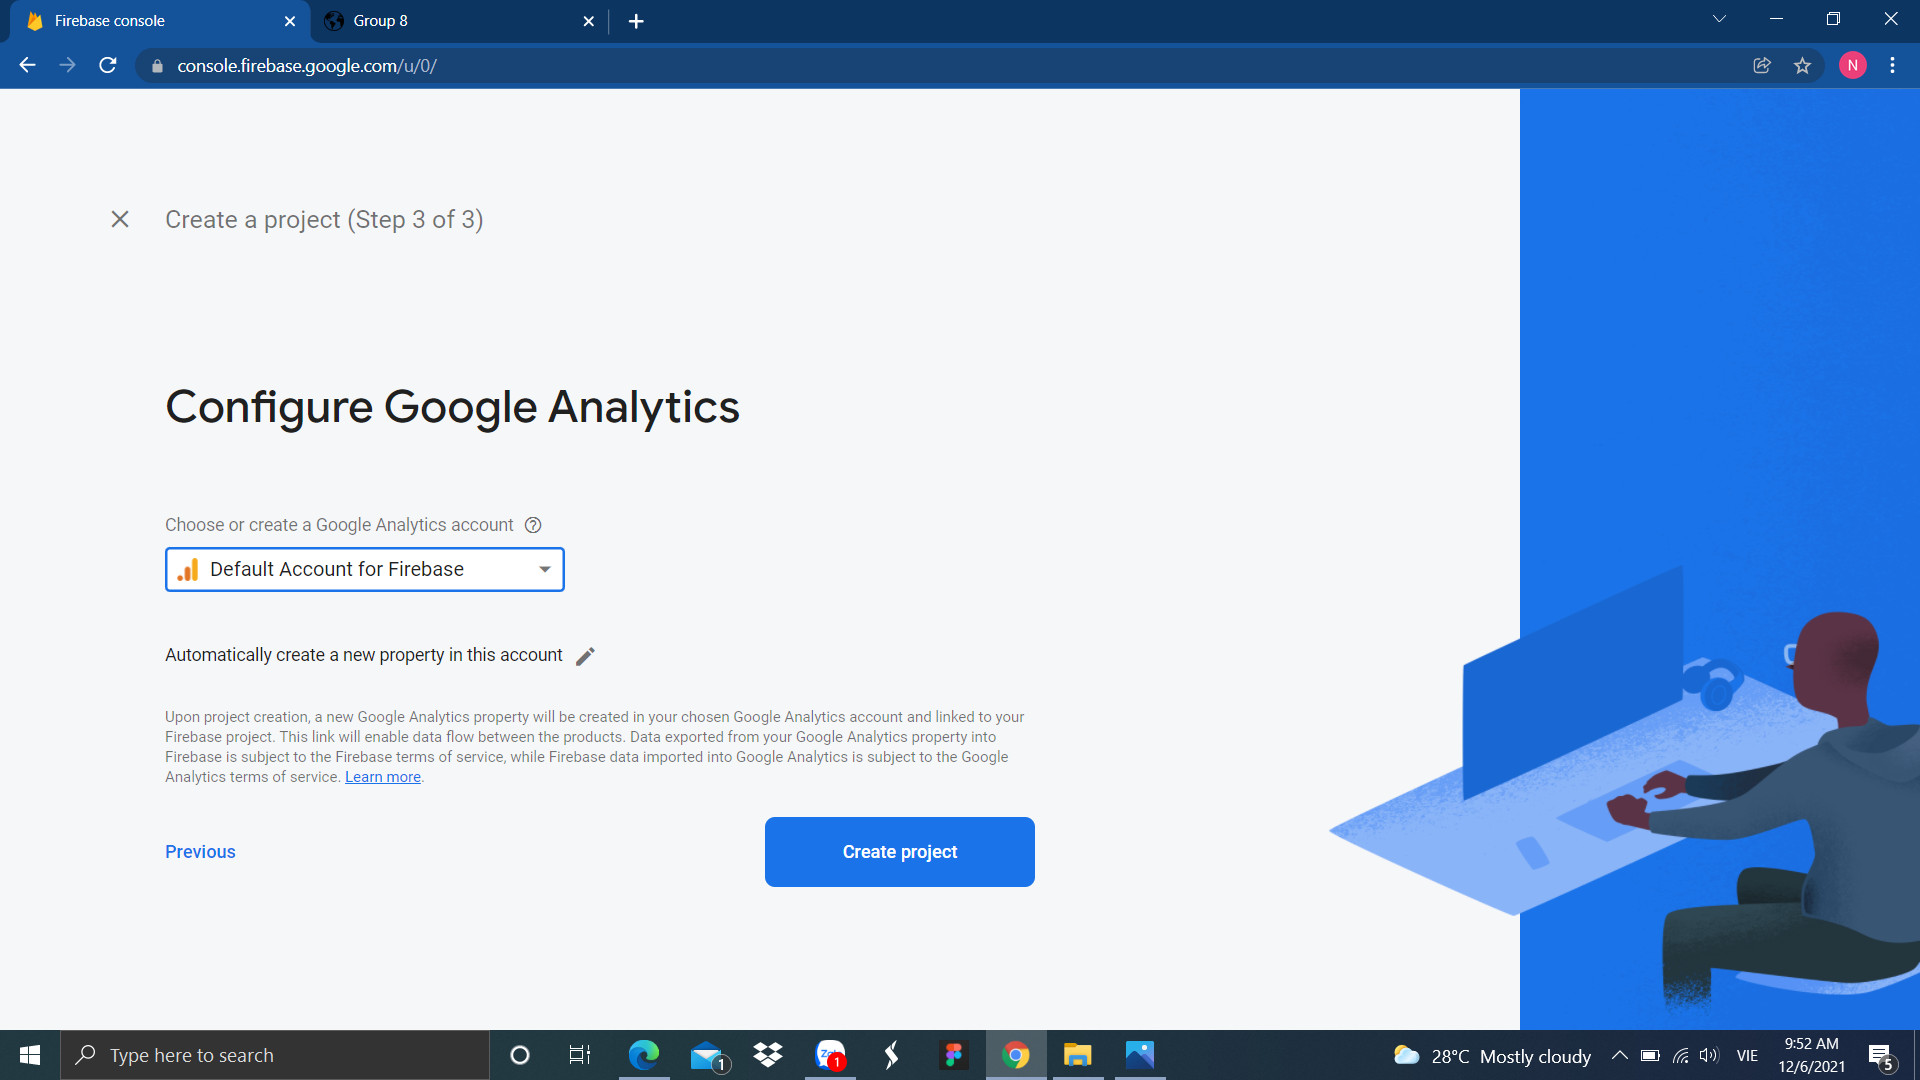 Firebase console
Group 8
console.firebase.google.com/u/0/
N
Create a project (Step 3 of 3)
Configure Google Analytics
Choose or create a Google Analytics account
Default Account for Firebase
Automatically create a new property in this account
Upon project creation, a new Google Analytics property will be created in your chosen Google Analytics account and linked to your
Firebase project. This link will enable data flow between the products. Data exported from your Google Analytics property into
Firebase is subject to the Firebase terms of service, while Firebase data imported into Google Analytics is subject to the Google
Analytics terms of service. Learn more.
Previous
Create project
Type here to search
1
1
28°C Mostly cloudy
VIE
9:52 AM
12/6/2021
5